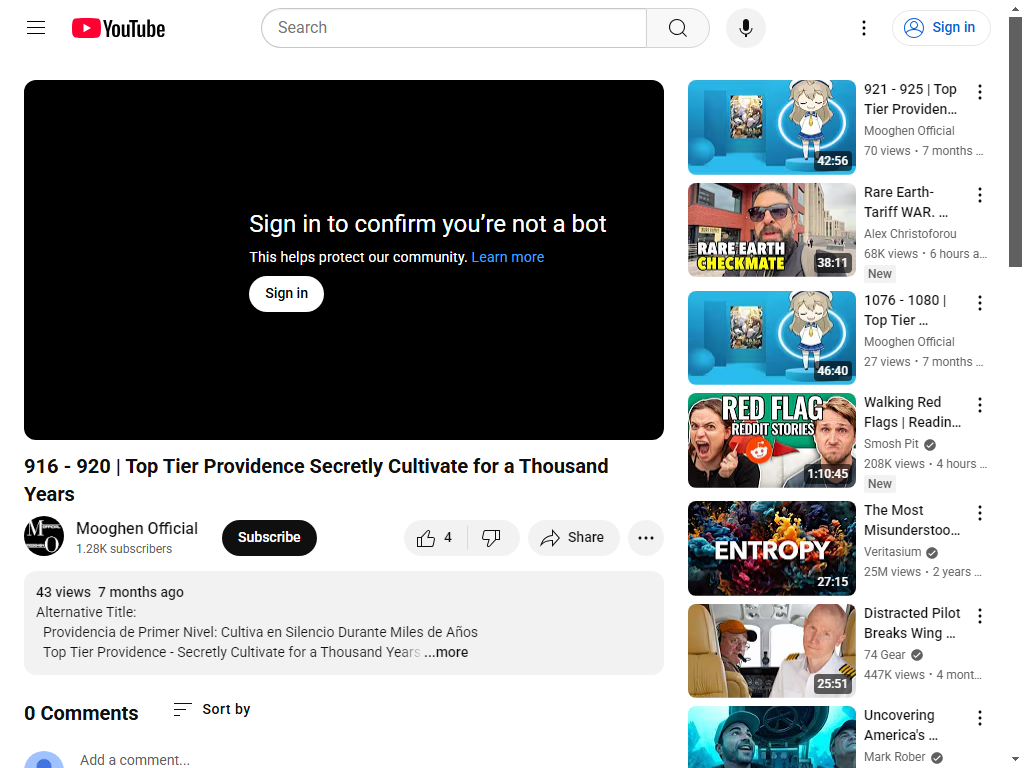 YouTube
Search
Sign in
Sign in to confirm you’re not a bot
This helps protect our community. Learn more
Sign in
916 - 920 | Top Tier Providence Secretly Cultivate for a Thousand
Years
Mooghen Official
1.28K subscribers
Subscribe
4
Share
43 views 7 months ago
Alternative Title:
Providencia de Primer Nivel: Cultiva en Silencio Durante Miles de Años
Top Tier Providence - Secretly Cultivate for a Thousand Years ...more
0 Comments
Sort by
Add a comment...
42:56
921 - 925 | Top
Tier Providen...
Mooghen Official
70 views • 7 months ...
RARE EARTH
CHECKMATE
38:11
Rare Earth-
Tariff WAR. ...
Alex Christoforou
68K views • 6 hours a...
New
46:40
1076 - 1080 |
Top Tier ...
Mooghen Official
27 views • 7 months ...
RED FLAG
REDDIT STORIES
1:10:45
Walking Red
Flags | Readin...
Smosh Pit
208K views • 4 hours ...
New
ENTROPY
27:15
The Most
Misunderstoo...
Veritasium
25M views • 2 years ...
25:51
Distracted Pilot
Breaks Wing ...
74 Gear
447K views • 4 mont...
Uncovering
America's ...
Mark Rober